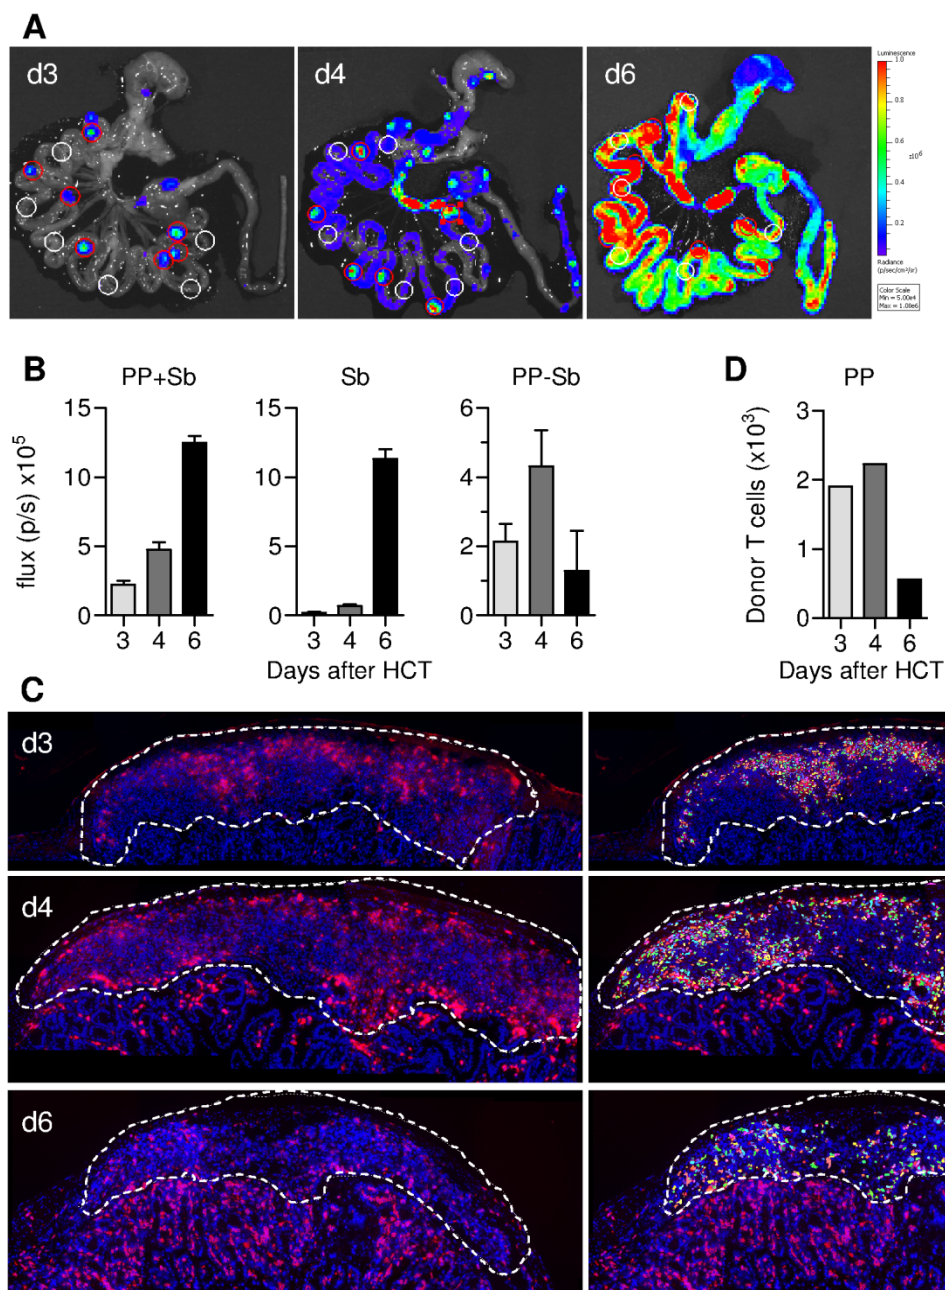 A
d3
d4
d6
Luminescence
1.0
0.8
0.6
x10⁶
0.4
0.2
Radiance
(p/sec/cm²/sr)
Color Scale
Min = 5.00e4
Max = 1.00e6
B
PP+Sb
Sb
PP-Sb
flux (p/s) x10⁵
15
10
5
0
3 4 6
15
10
5
0
3 4 6
6
4
2
0
3 4 6
Days after HCT
D
PP
Donor T cells (x10³)
3
2
1
0
3 4 6
Days after HCT
C
d3
d4
d6